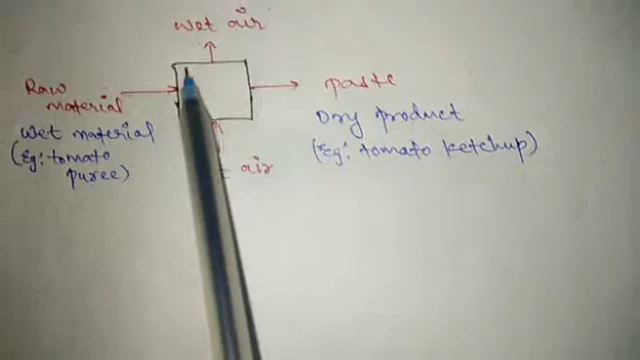 Wet air
Raw
material
Wet material
(Eg: tomato
puree)
paste
Dry product
(Eg: tomato ketchup)
air